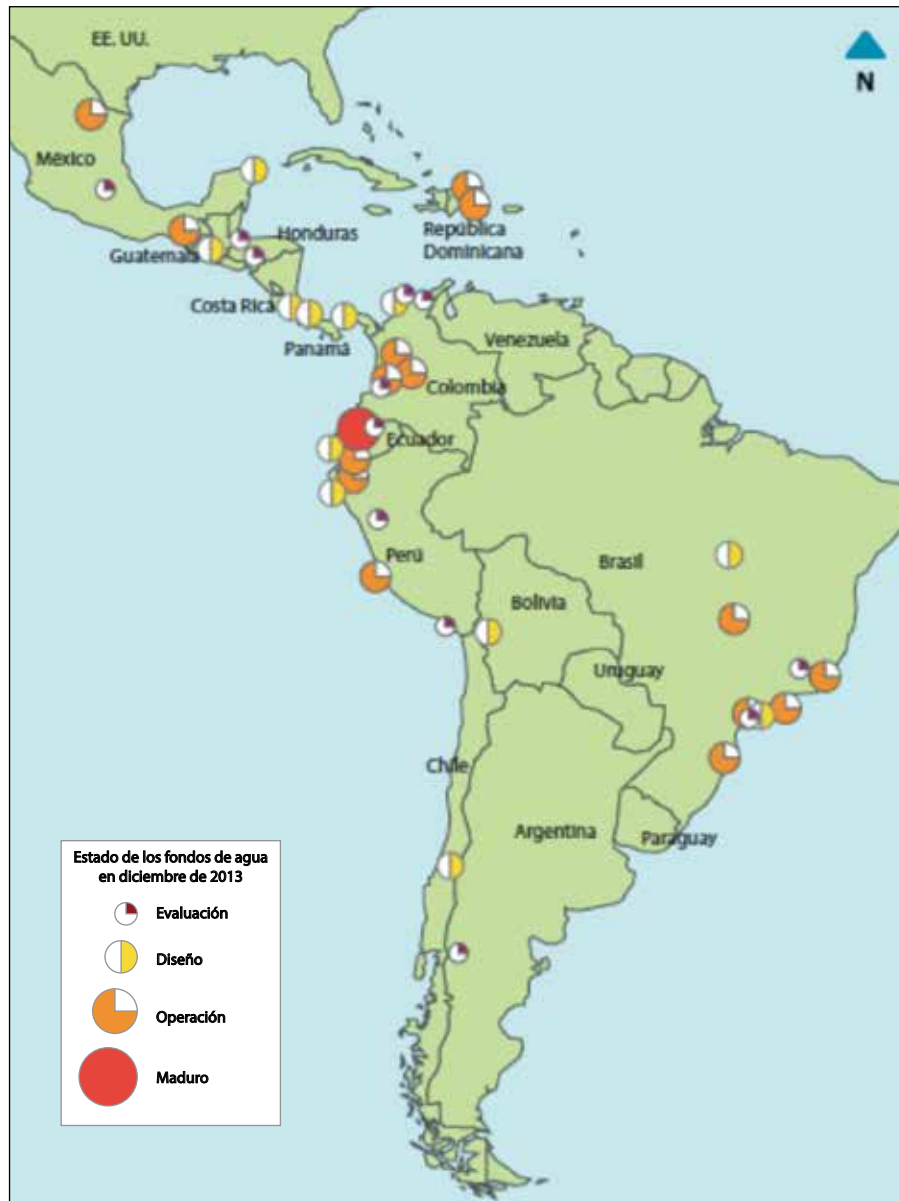 EE. UU.
N
México
Honduras
República
Dominicana
Guatemala
Costa Rica
Panamá
Venezuela
Colombia
Ecuador
Perú
Brasil
Bolivia
Uruguay
Chile
Argentina
Paraguay
Estado de los fondos de agua
en diciembre de 2013
Evaluación
Diseño
Operación
Maduro